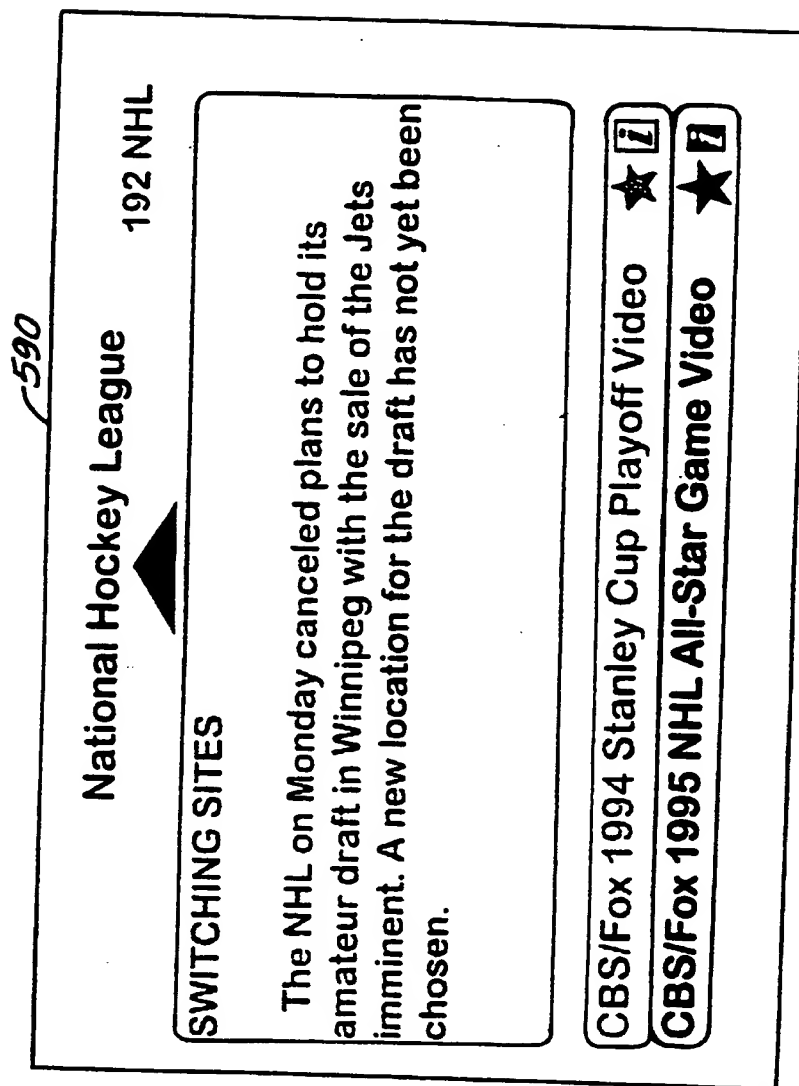 590
National Hockey League
192 NHL
SWITCHING SITES
The NHL on Monday canceled plans to hold its
amateur draft in Winnipeg with the sale of the Jets
imminent. A new location for the draft has not yet been
chosen.
CBS/Fox 1994 Stanley Cup Playoff Video i
CBS/Fox 1995 NHL All-Star Game Video i